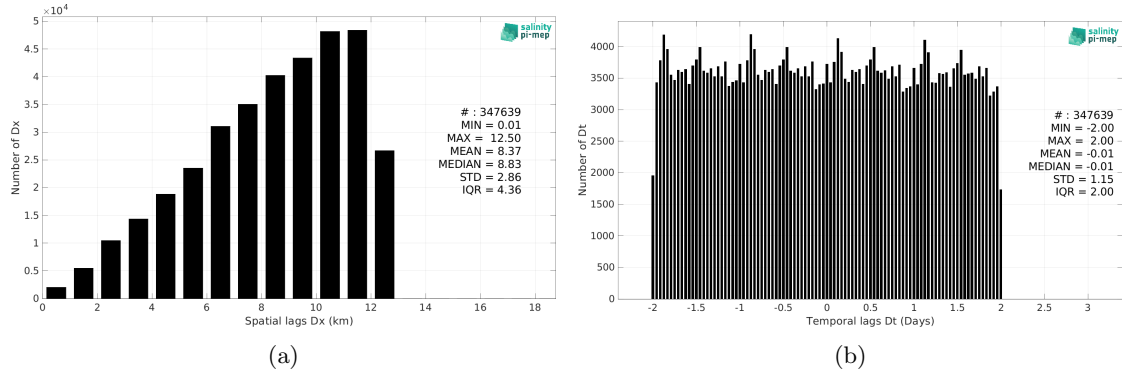 ×10⁴
5
4.5
4
3.5
3
2.5
2
1.5
1
0.5
0
Number of Dx
0 2 4 6 8 10 12 14 16 18
Spatial lags Dx (km)
salinity
pi-mep
# : 347639
MIN = 0.01
MAX = 12.50
MEAN = 8.37
MEDIAN = 8.83
STD = 2.86
IQR = 4.36
(a)
4000
3500
3000
2500
2000
1500
1000
500
0
Number of Dt
-2 -1.5 -1 -0.5 0 0.5 1 1.5 2 2.5 3
Temporal lags Dt (Days)
salinity
pi-mep
# : 347639
MIN = -2.00
MAX = 2.00
MEAN = -0.01
MEDIAN = -0.01
STD = 1.15
IQR = 2.00
(b)